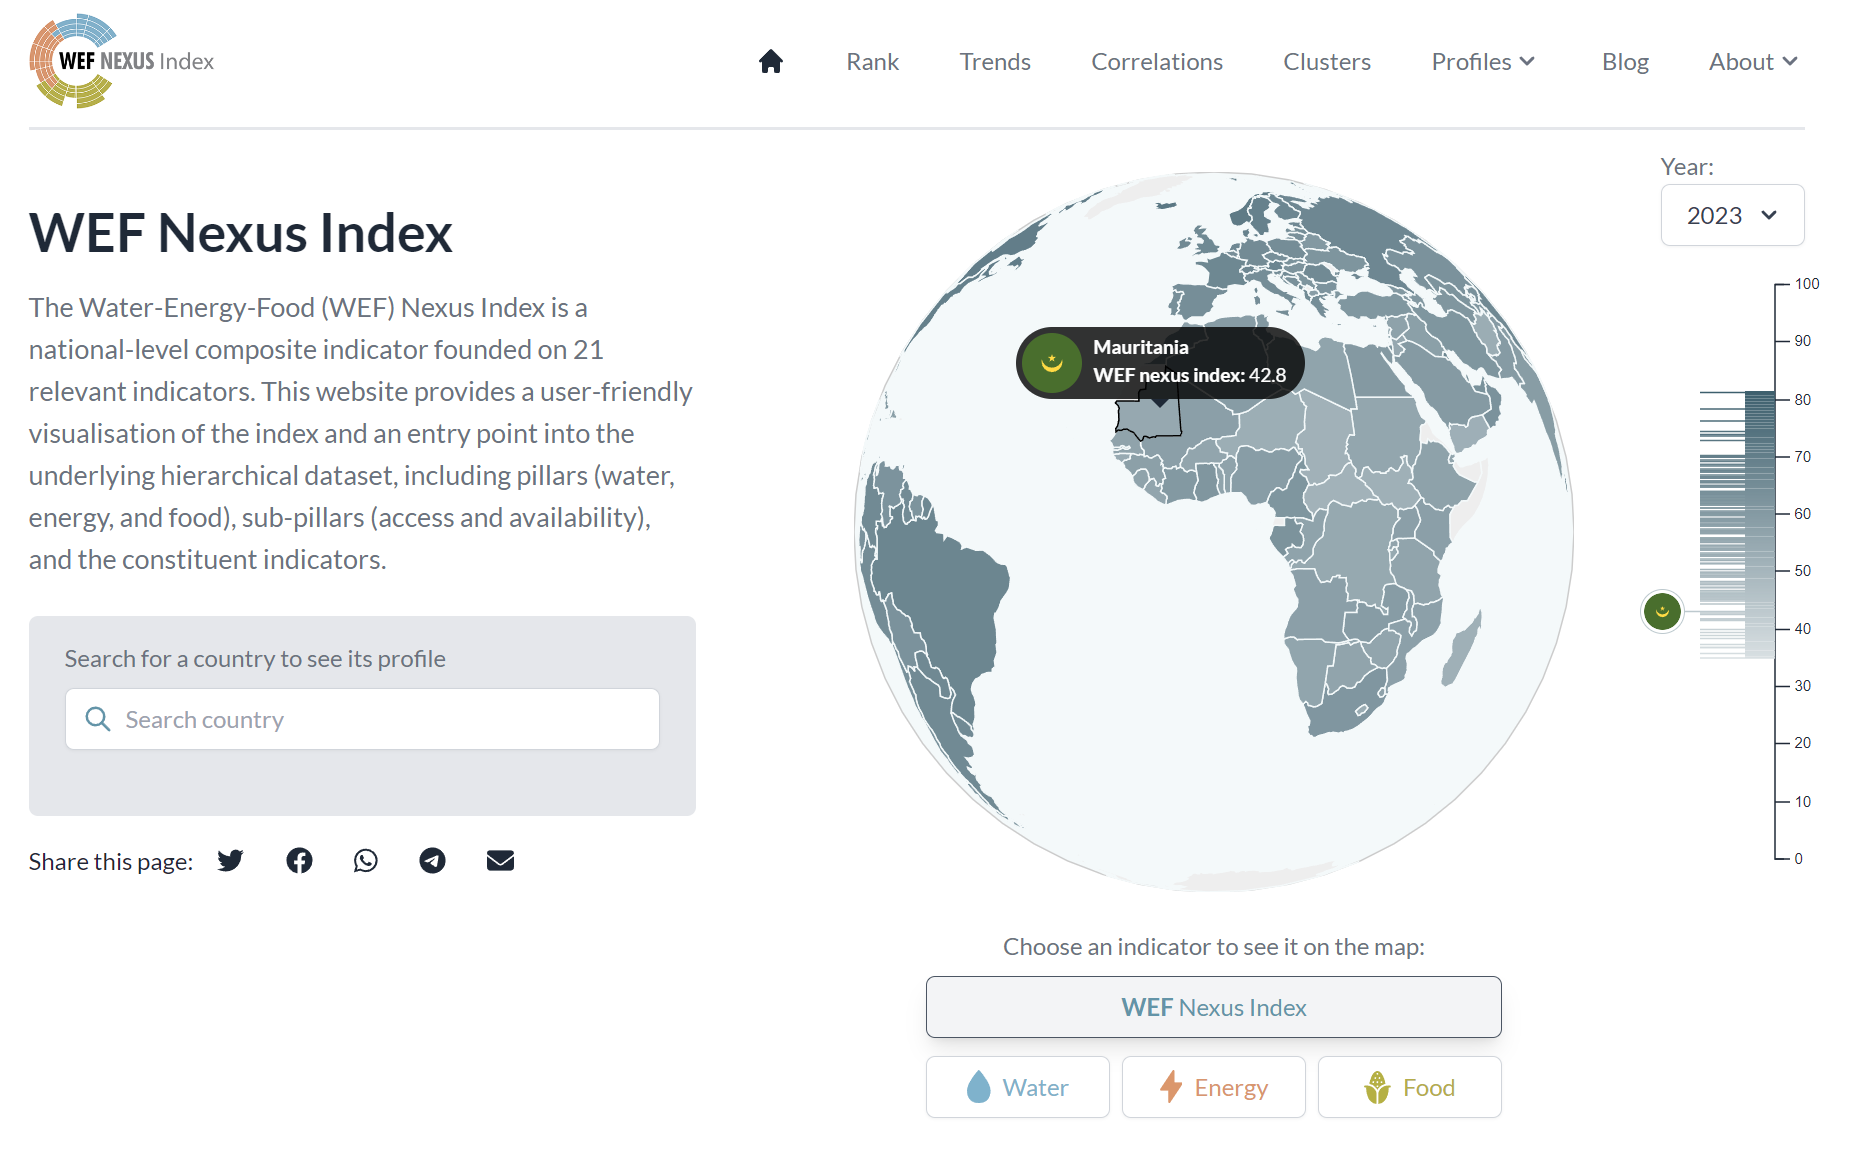 WEF NEXUS Index
Rank
Trends
Correlations
Clusters
Profiles
Blog
About
WEF Nexus Index
The Water-Energy-Food (WEF) Nexus Index is a
national-level composite indicator founded on 21
relevant indicators. This website provides a user-friendly
visualisation of the index and an entry point into the
underlying hierarchical dataset, including pillars (water,
energy, and food), sub-pillars (access and availability),
and the constituent indicators.
Search for a country to see its profile
Search country
Share this page:
Mauritania
WEF nexus index: 42.8
Year:
2023
100
90
80
70
60
50
40
30
20
10
0
Choose an indicator to see it on the map:
WEF Nexus Index
Water
Energy
Food